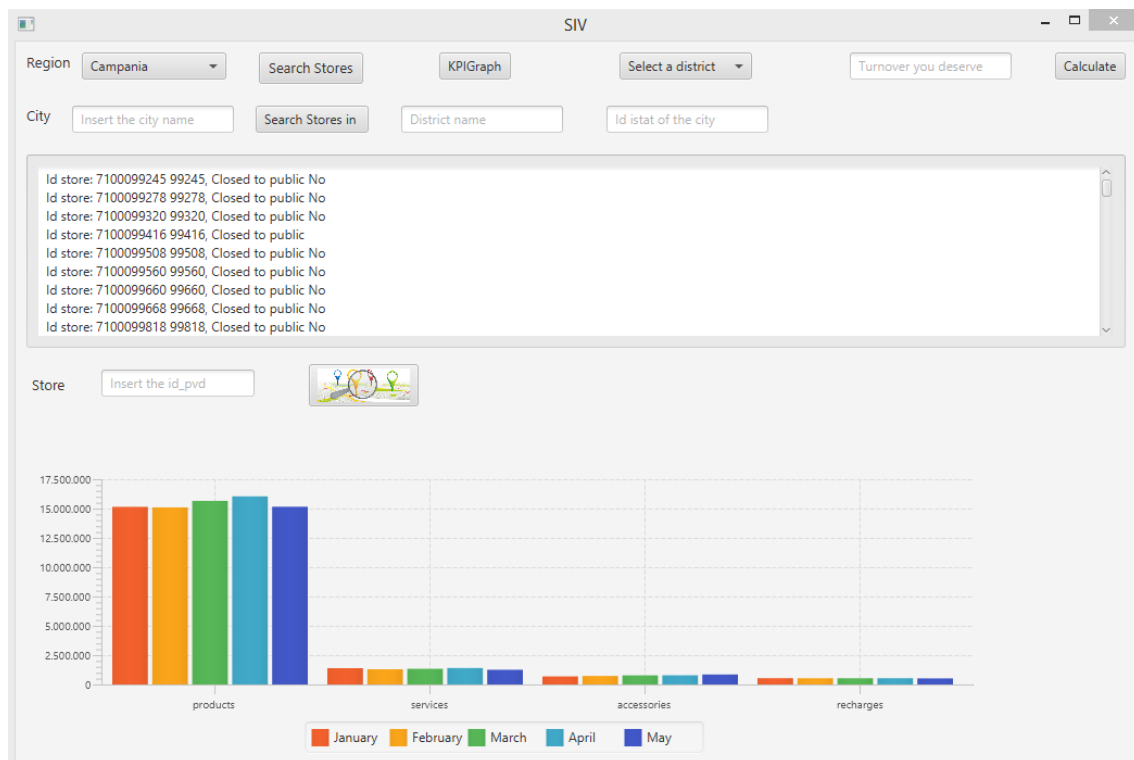 SIV
Region Campania Search Stores KPIGraph Select a district Turnover you deserve Calculate
City Insert the city name Search Stores in District name Id istat of the city
Id store: 7100099245 99245, Closed to public No
Id store: 7100099278 99278, Closed to public No
Id store: 7100099320 99320, Closed to public No
Id store: 7100099416 99416, Closed to public
Id store: 7100099508 99508, Closed to public No
Id store: 7100099560 99560, Closed to public No
Id store: 7100099660 99660, Closed to public No
Id store: 7100099668 99668, Closed to public No
Id store: 7100099818 99818, Closed to public No
Store Insert the id_pvd
17.500.000
15.000.000
12.500.000
10.000.000
7.500.000
5.000.000
2.500.000
0
products services accessories recharges
January February March April May